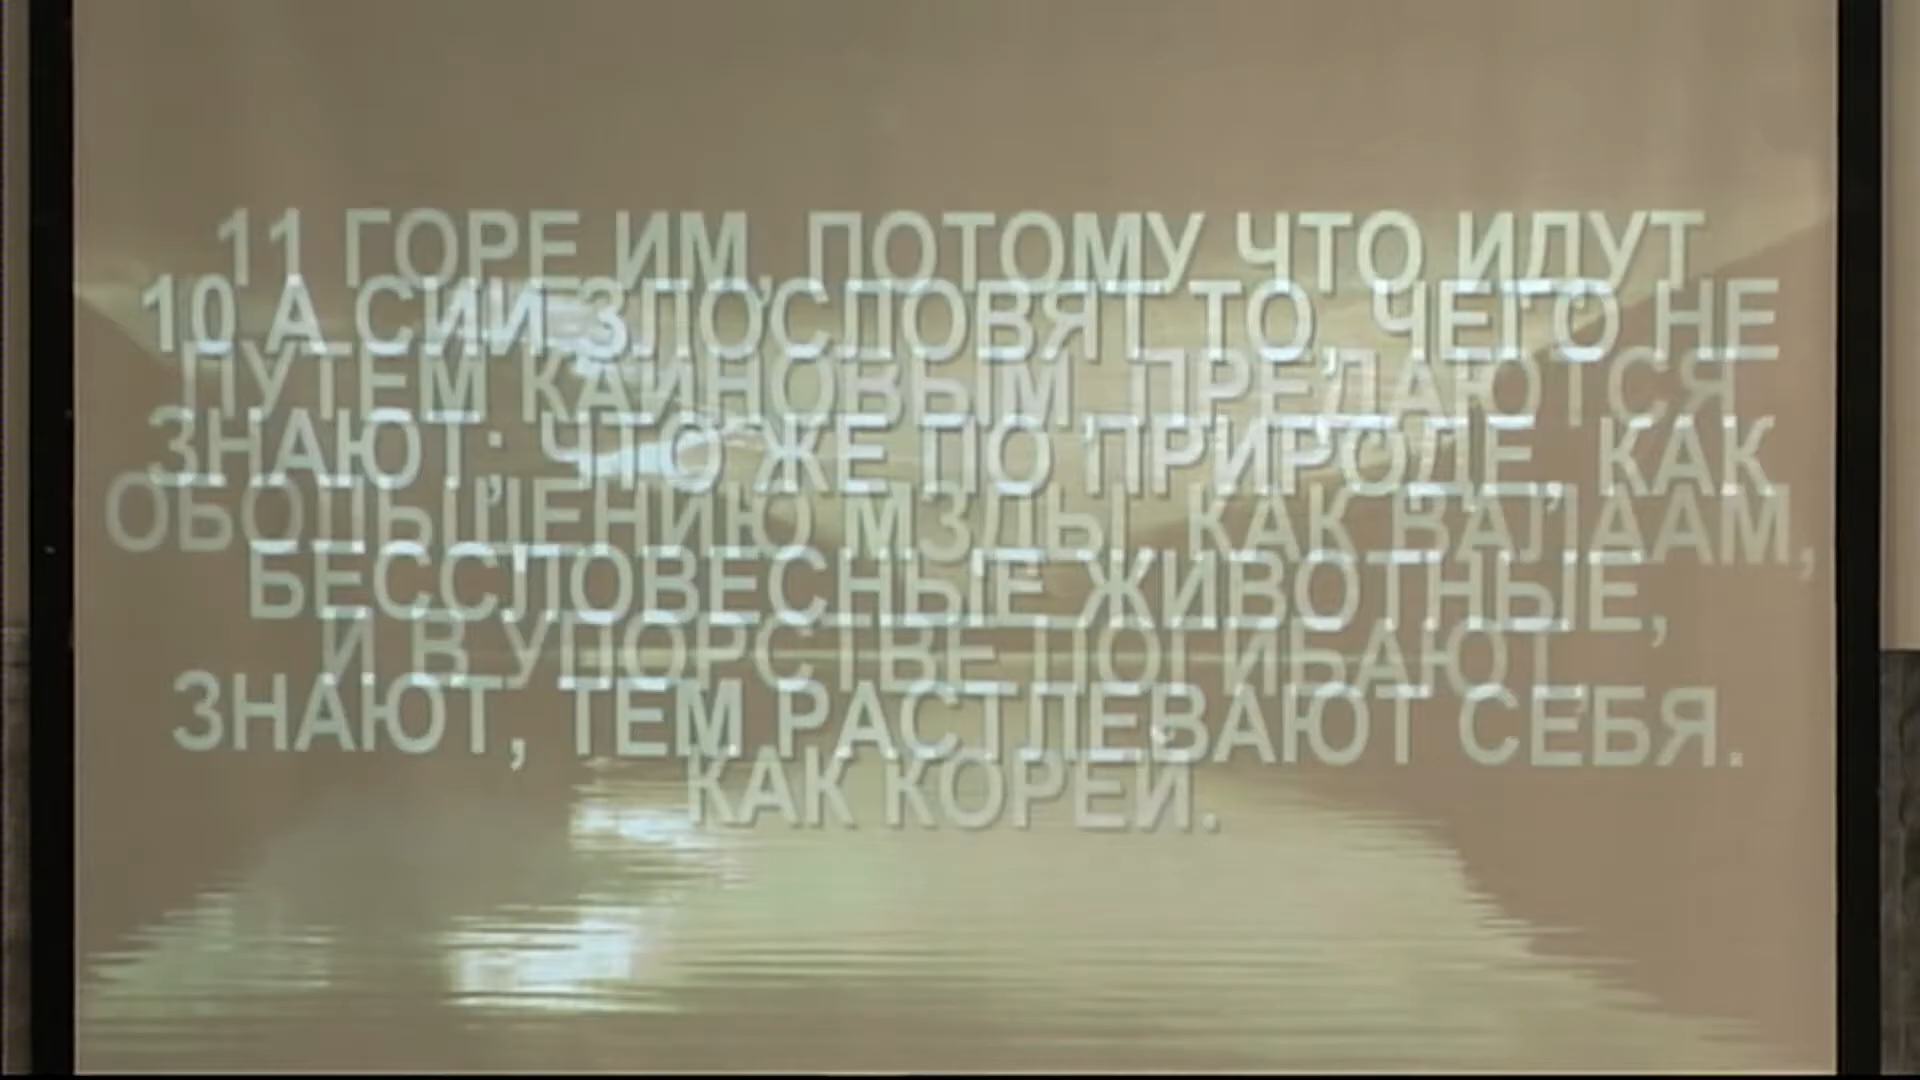 11 ГОРЕ ИМ, ПОТОМУ ЧТО ИДУТ
10 А СИИ ЗЛОСЛОВЯТ ТО, ЧЕГО НЕ
ПУТЕМ КАИНОВЫМ, ПРЕДАЮТСЯ
ЗНАЮТ; ЧТО ЖЕ ПО ПРИРОДЕ, КАК
ОБОЛЬЩЕНИЮ МЗДЫ, КАК ВАЛААМ,
БЕССЛОВЕСНЫЕ ЖИВОТНЫЕ,
И В УПОРСТВЕ ПОГИБАЮТ,
ЗНАЮТ, ТЕМ РАСТЛЕВАЮТ СЕБЯ.
КАК КОРЕЙ.